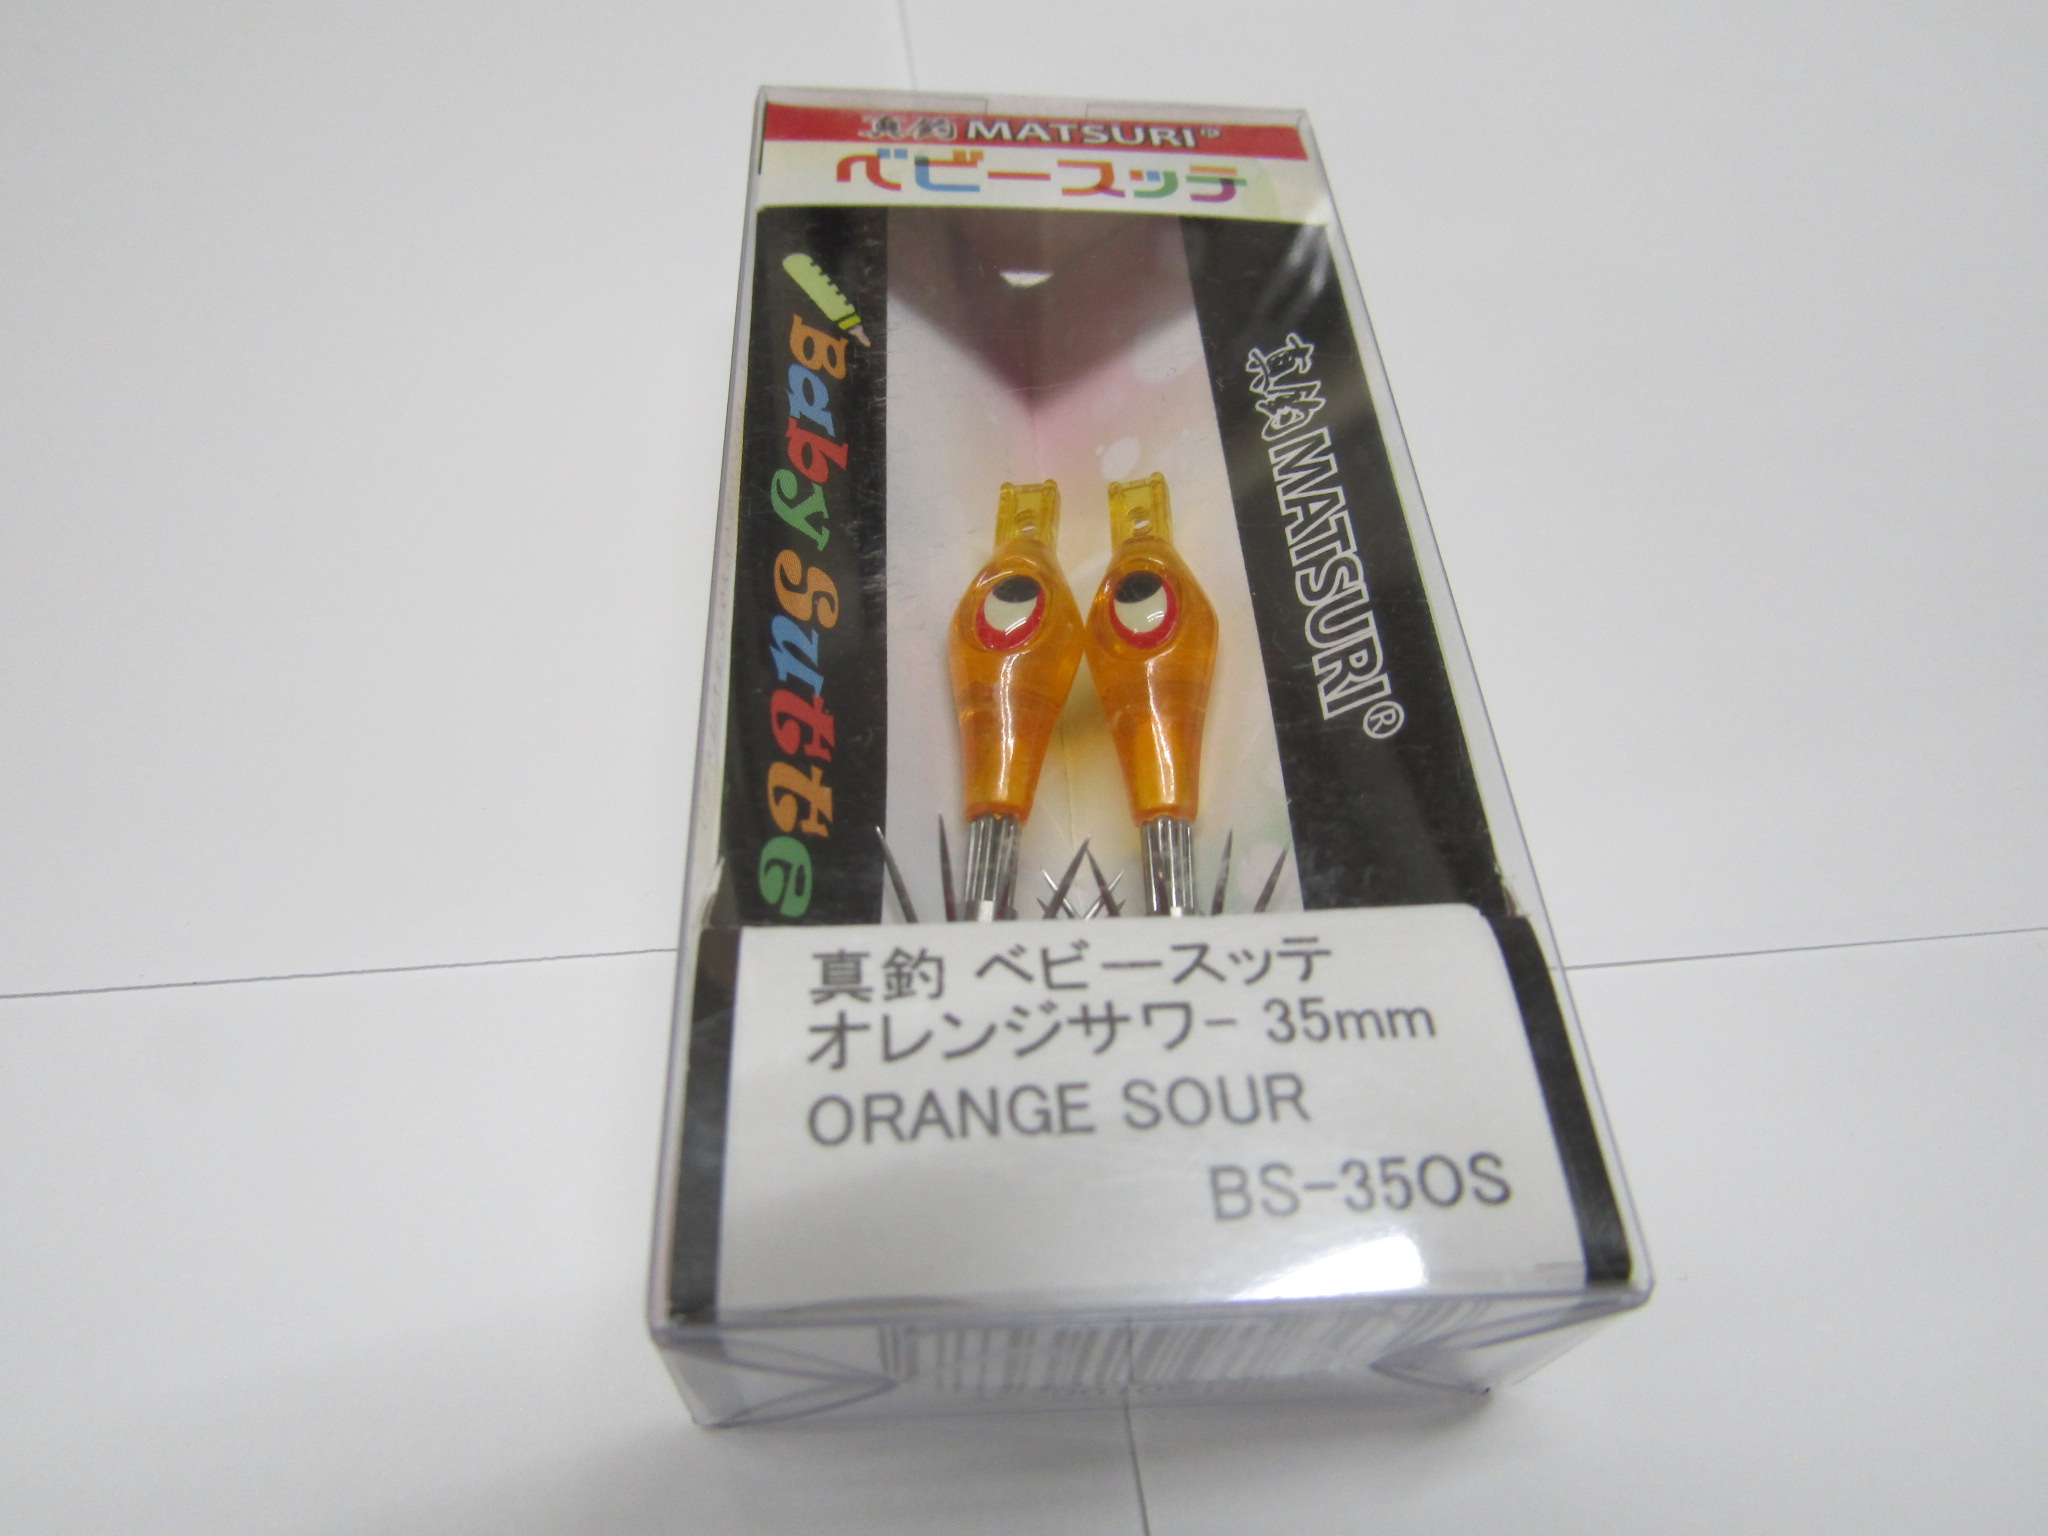 真釣 MATSURI®
ベビースッテ
Baby Sutte
真釣 MATSURI®
真釣 ベビースッテ
オレンジサワー 35mm
ORANGE SOUR
BS-35OS